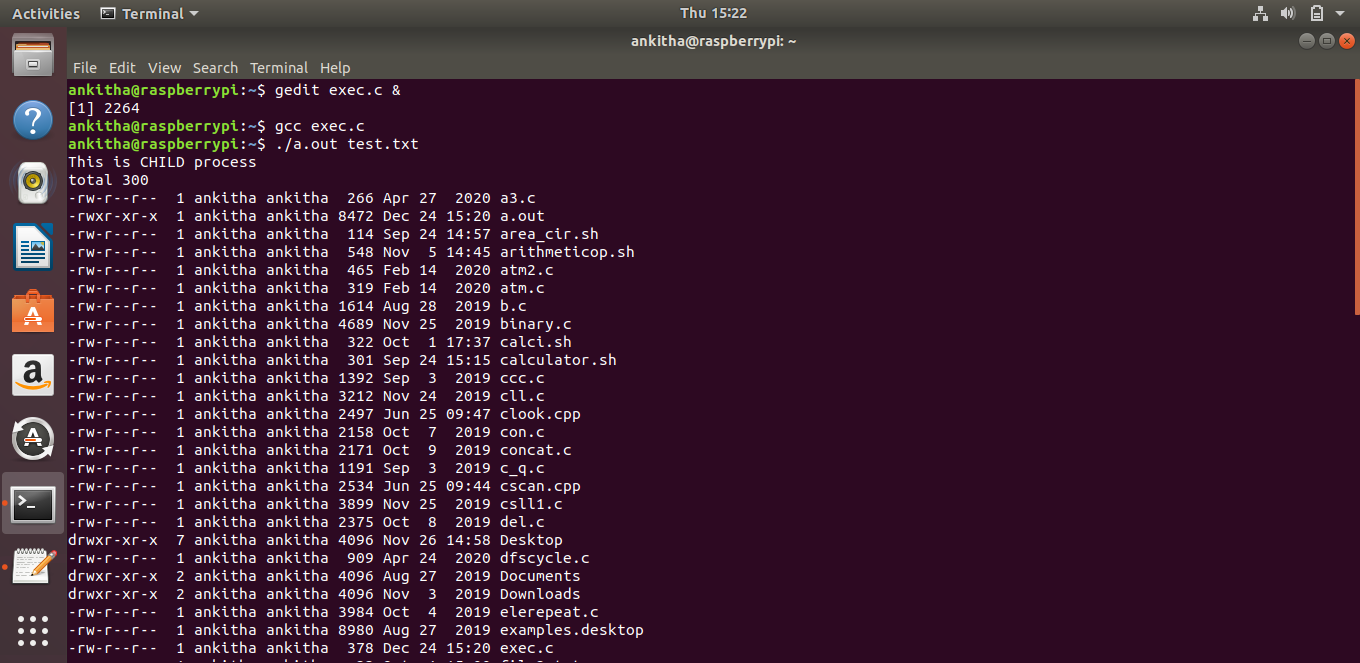 Activities Terminal Thu 15:22
ankitha@raspberrypi: ~
File Edit View Search Terminal Help
ankitha@raspberrypi:~$ gedit exec.c &
[1] 2264
ankitha@raspberrypi:~$ gcc exec.c
ankitha@raspberrypi:~$ ./a.out test.txt
This is CHILD process
total 300
-rw-r--r--  1 ankitha ankitha  266 Apr 27  2020 a3.c
-rwxr-xr-x  1 ankitha ankitha 8472 Dec 24 15:20 a.out
-rw-r--r--  1 ankitha ankitha  114 Sep 24 14:57 area_cir.sh
-rw-r--r--  1 ankitha ankitha  548 Nov  5 14:45 arithmeticop.sh
-rw-r--r--  1 ankitha ankitha  465 Feb 14  2020 atm2.c
-rw-r--r--  1 ankitha ankitha  319 Feb 14  2020 atm.c
-rw-r--r--  1 ankitha ankitha 1614 Aug 28  2019 b.c
-rw-r--r--  1 ankitha ankitha 4689 Nov 25  2019 binary.c
-rw-r--r--  1 ankitha ankitha  322 Oct  1 17:37 calci.sh
-rw-r--r--  1 ankitha ankitha  301 Sep 24 15:15 calculator.sh
-rw-r--r--  1 ankitha ankitha 1392 Sep  3  2019 ccc.c
-rw-r--r--  1 ankitha ankitha 3212 Nov 24  2019 cll.c
-rw-r--r--  1 ankitha ankitha 2497 Jun 25 09:47 clook.cpp
-rw-r--r--  1 ankitha ankitha 2158 Oct  7  2019 con.c
-rw-r--r--  1 ankitha ankitha 2171 Oct  9  2019 concat.c
-rw-r--r--  1 ankitha ankitha 1191 Sep  3  2019 c_q.c
-rw-r--r--  1 ankitha ankitha 2534 Jun 25 09:44 cscan.cpp
-rw-r--r--  1 ankitha ankitha 3899 Nov 25  2019 csll1.c
-rw-r--r--  1 ankitha ankitha 2375 Oct  8  2019 del.c
drwxr-xr-x  7 ankitha ankitha 4096 Nov 26 14:58 Desktop
-rw-r--r--  1 ankitha ankitha  909 Apr 24  2020 dfscycle.c
drwxr-xr-x  2 ankitha ankitha 4096 Aug 27  2019 Documents
drwxr-xr-x  2 ankitha ankitha 4096 Nov  3  2019 Downloads
-rw-r--r--  1 ankitha ankitha 3984 Oct  4  2019 elerepeat.c
-rw-r--r--  1 ankitha ankitha 8980 Aug 27  2019 examples.desktop
-rw-r--r--  1 ankitha ankitha  378 Dec 24 15:20 exec.c